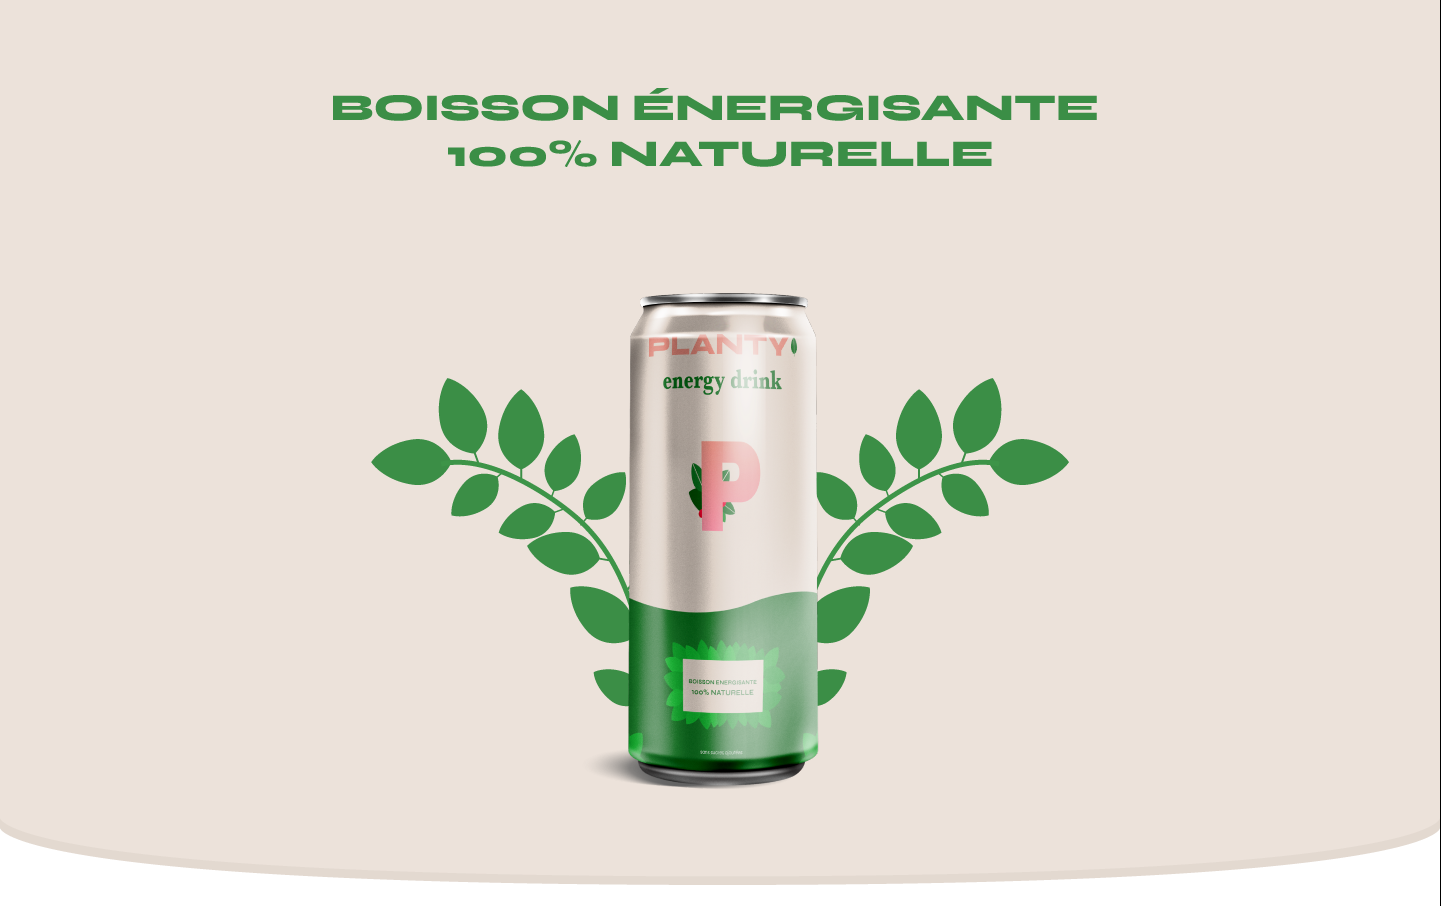 BOISSON ÉNERGISANTE
100% NATURELLE
PLANTY
energy drink
P
BOISSON ENERGISANTE
100% NATURELLE